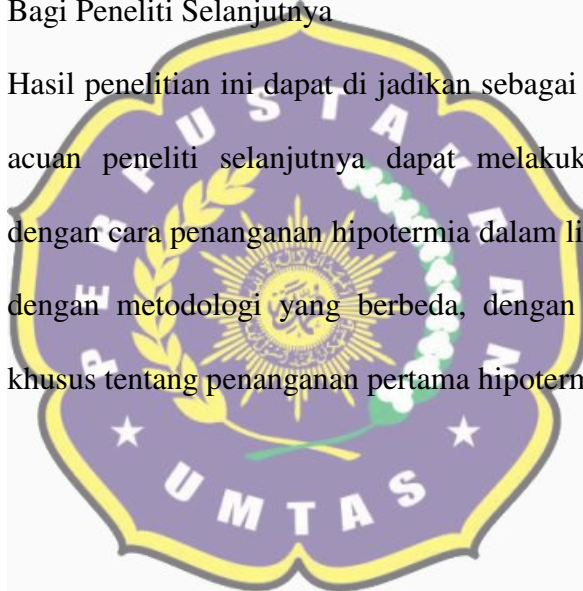 Bagi Peneliti Selanjutnya
Hasil penelitian ini dapat di jadikan sebagai
acuan peneliti selanjutnya dapat melakuk
dengan cara penanganan hipotermia dalam li
dengan metodologi yang berbeda, dengan
khusus tentang penanganan pertama hipoterm
PERPUSTAKAAN
UMTAS